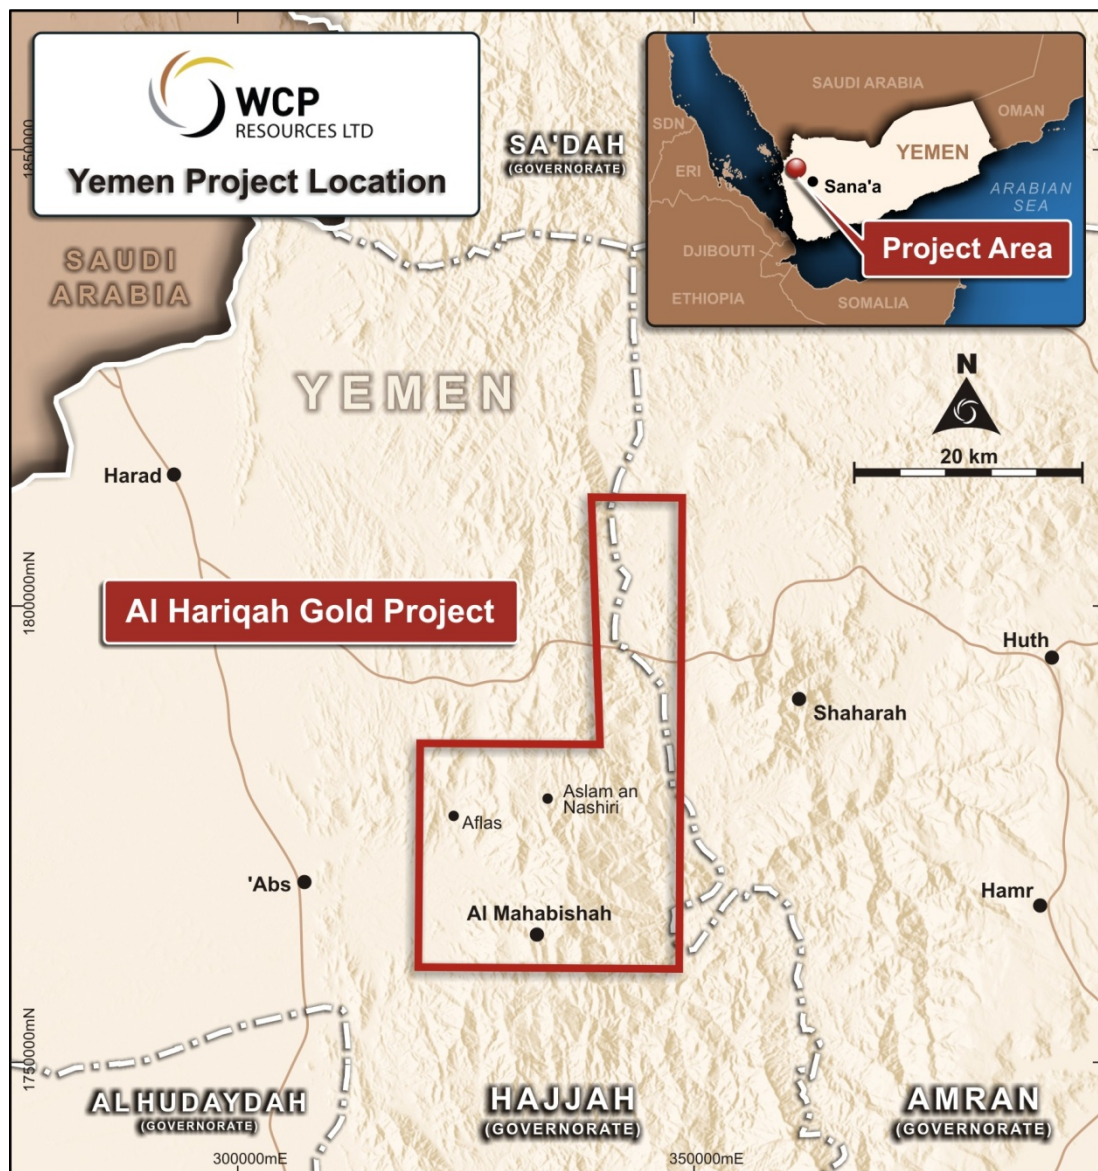 WCP
RESOURCES LTD
Yemen Project Location
SA'DAH
(GOVERNORATE)
SAUDI ARABIA
OMAN
SDN
YEMEN
ERI
Sana'a
ARABIAN
SEA
Project Area
DJIBOUTI
ETHIOPIA
SOMALIA
1850000
SAUDI
ARABIA
YEMEN
N
20 km
Harad
1800000mN
Al Hariqah Gold Project
Huth
Shaharah
Aslam an
Nashiri
Aflas
'Abs
Hamr
Al Mahabishah
1750000mN
AL HUDAYDAH
(GOVERNORATE)
HAJJAH
(GOVERNORATE)
AMRAN
(GOVERNORATE)
300000mE
350000mE